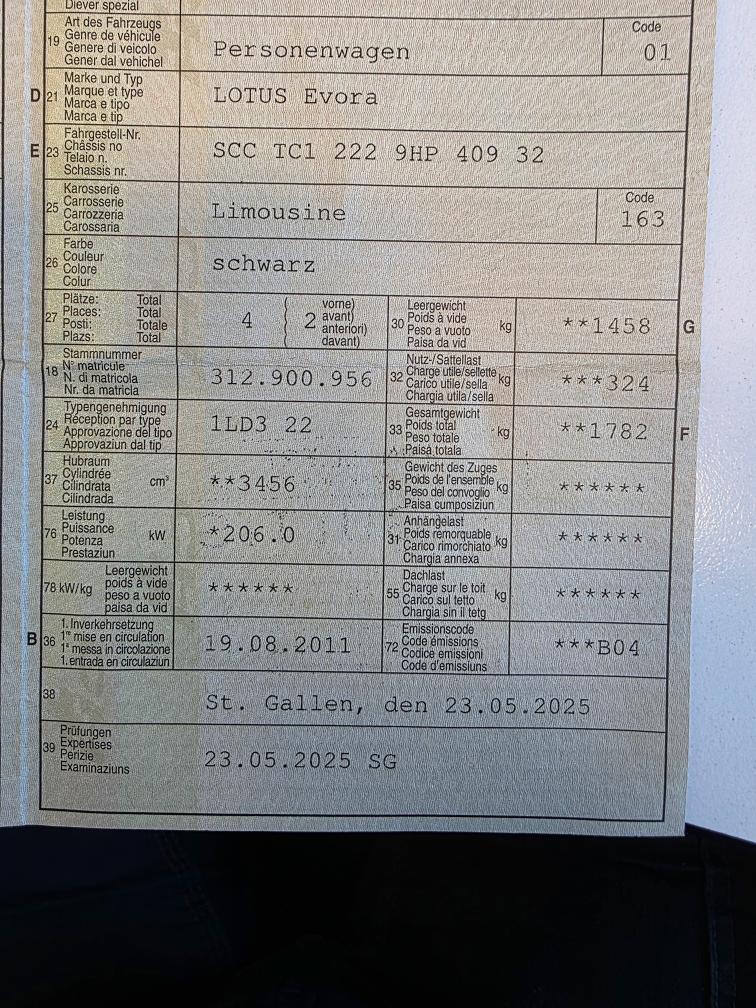 Diever spezial
19 Art des Fahrzeugs
Genre de véhicule
Genere di veicolo
Gener dal vehichel
Personenwagen
Code
01
D 21 Marke und Typ
Marque et type
Marca e tipo
Marca e tip
LOTUS Evora
E 23 Fahrgestell-Nr.
Châssis no
Telaio n.
Schassis nr.
SCC TC1 222 9HP 409 32
25 Karosserie
Carrosserie
Carrozzeria
Carossaria
Limousine
Code
163
26 Farbe
Couleur
Colore
Colur
schwarz
27 Plätze: Total
Places: Total
Posti: Totale
Plazs: Total
4 ( 2 vorne)
avant)
anteriori)
davant)
30 Leergewicht
Poids à vide
Peso a vuoto
Paisa da vid
kg
**1458 G
18 Stammnummer
N° matricule
N. di matricola
Nr. da matricla
312.900.956
32 Nutz-/Sattellast
Charge utile/sellette
Carico utile/sella
Chargia utila/sella
kg
***324
24 Typengenehmigung
Réception par type
Approvazione del tipo
Approvaziun dal tip
1LD3 22
33 Gesamtgewicht
Poids total
Peso totale
Paisa totala
kg
**1782 F
37 Hubraum
Cylindrée
Cilindrata
Cilindrada
cm³
**3456
35 Gewicht des Zuges
Poids de l'ensemble
Peso del convoglio
Paisa cumposiziun
kg
******
76 Leistung
Puissance
Potenza
Prestaziun
kW
*206.0
31 Anhängelast
Poids remorquable
Carico rimorchiato
Chargia annexa
kg
******
78 kW/kg Leergewicht
poids à vide
peso a vuoto
paisa da vid
******
55 Dachlast
Charge sur le toit
Carico sul tetto
Chargia sin il tetg
kg
******
B 36 1. Inverkehrsetzung
1re mise en circulation
1a messa in circolazione
1. entrada en circulaziun
19.08.2011
72 Emissionscode
Code émissions
Codice emissioni
Code d'emissiuns
***B04
38
St. Gallen, den 23.05.2025
39 Prüfungen
Expertises
Perizie
Examinaziuns
23.05.2025 SG